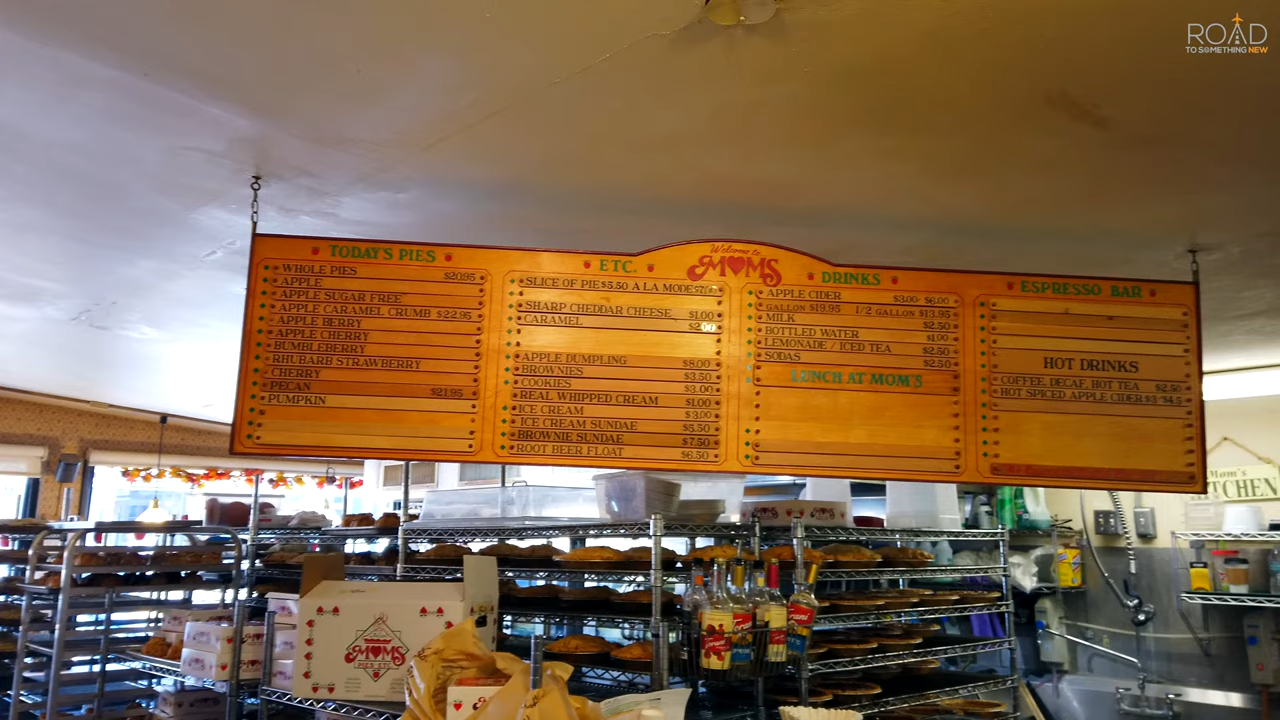 ROAD
TO SOMETHING NEW
Welcome to
MOMS
TODAY'S PIES
WHOLE PIES $20.95
APPLE
APPLE SUGAR FREE
APPLE CARAMEL CRUMB $22.95
APPLE BERRY
APPLE CHERRY
BUMBLEBERRY
RHUBARB STRAWBERRY
CHERRY
PECAN $21.95
PUMPKIN
ETC.
SLICE OF PIE $5.50 A LA MODE
SHARP CHEDDAR CHEESE $1.00
CARAMEL
APPLE DUMPLING $8.00
BROWNIES $3.50
COOKIES $3.00
REAL WHIPPED CREAM $1.00
ICE CREAM $3.00
ICE CREAM SUNDAE $5.50
BROWNIE SUNDAE $7.50
ROOT BEER FLOAT $6.50
DRINKS
APPLE CIDER $3.00- $6.00
GALLON $19.95 1/2 GALLON $13.95
MILK $2.50
BOTTLED WATER $1.00
LEMONADE / ICED TEA $2.50
SODAS $2.50
LUNCH AT MOM'S
ESPRESSO BAR
HOT DRINKS
COFFEE, DECAF, HOT TEA $2.50
HOT SPICED APPLE CIDER $3 $4.5
Mom's
KITCHEN
MOMS
PIES ETC.